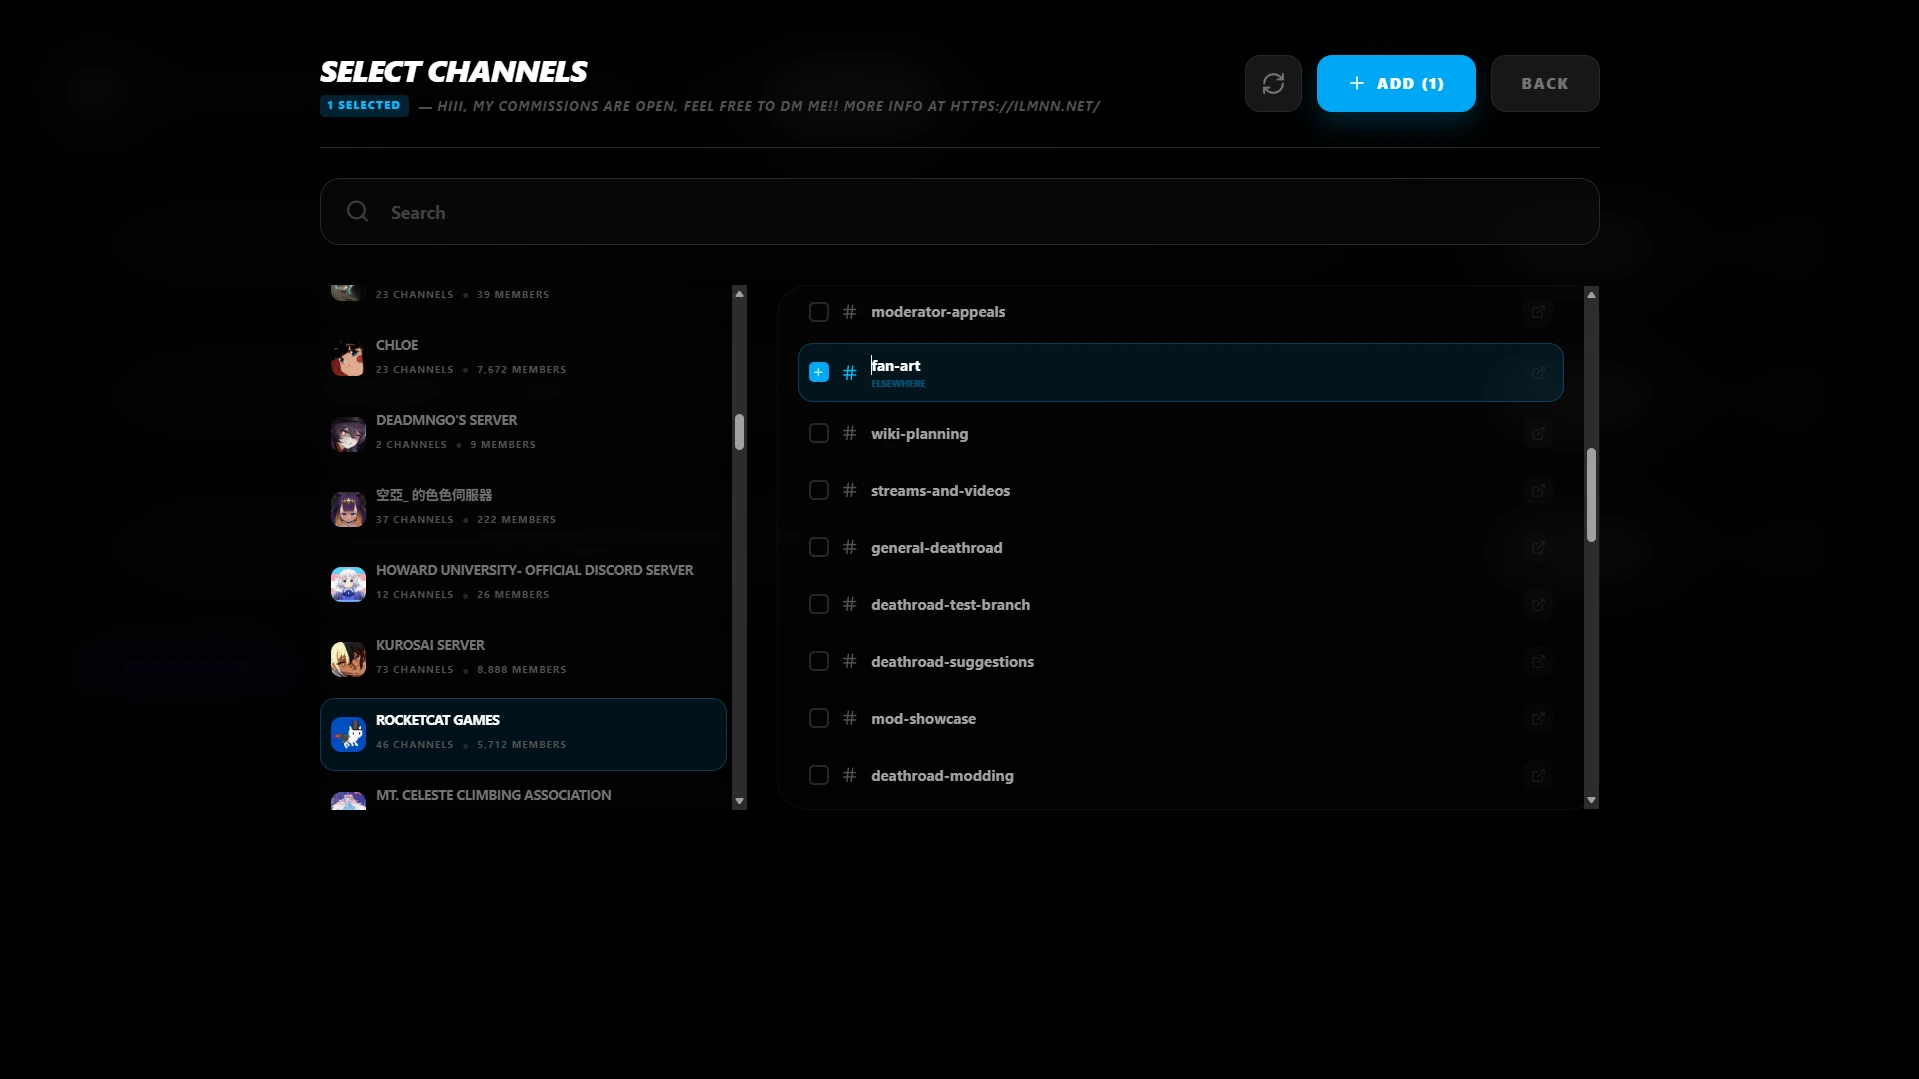 SELECT CHANNELS
1 SELECTED — HIII, MY COMMISSIONS ARE OPEN, FEEL FREE TO DM ME!! MORE INFO AT HTTPS://ILMNN.NET/
+ ADD (1)
BACK
Search
23 CHANNELS • 39 MEMBERS
CHLOE
23 CHANNELS • 7,672 MEMBERS
DEADMNGO'S SERVER
2 CHANNELS • 9 MEMBERS
空亞_ 的色色伺服器
37 CHANNELS • 222 MEMBERS
HOWARD UNIVERSITY- OFFICIAL DISCORD SERVER
12 CHANNELS • 26 MEMBERS
KUROSAI SERVER
73 CHANNELS • 8,888 MEMBERS
ROCKETCAT GAMES
46 CHANNELS • 5,712 MEMBERS
MT. CELESTE CLIMBING ASSOCIATION
# moderator-appeals
+ # fan-art
ELSEWHERE
# wiki-planning
# streams-and-videos
# general-deathroad
# deathroad-test-branch
# deathroad-suggestions
# mod-showcase
# deathroad-modding